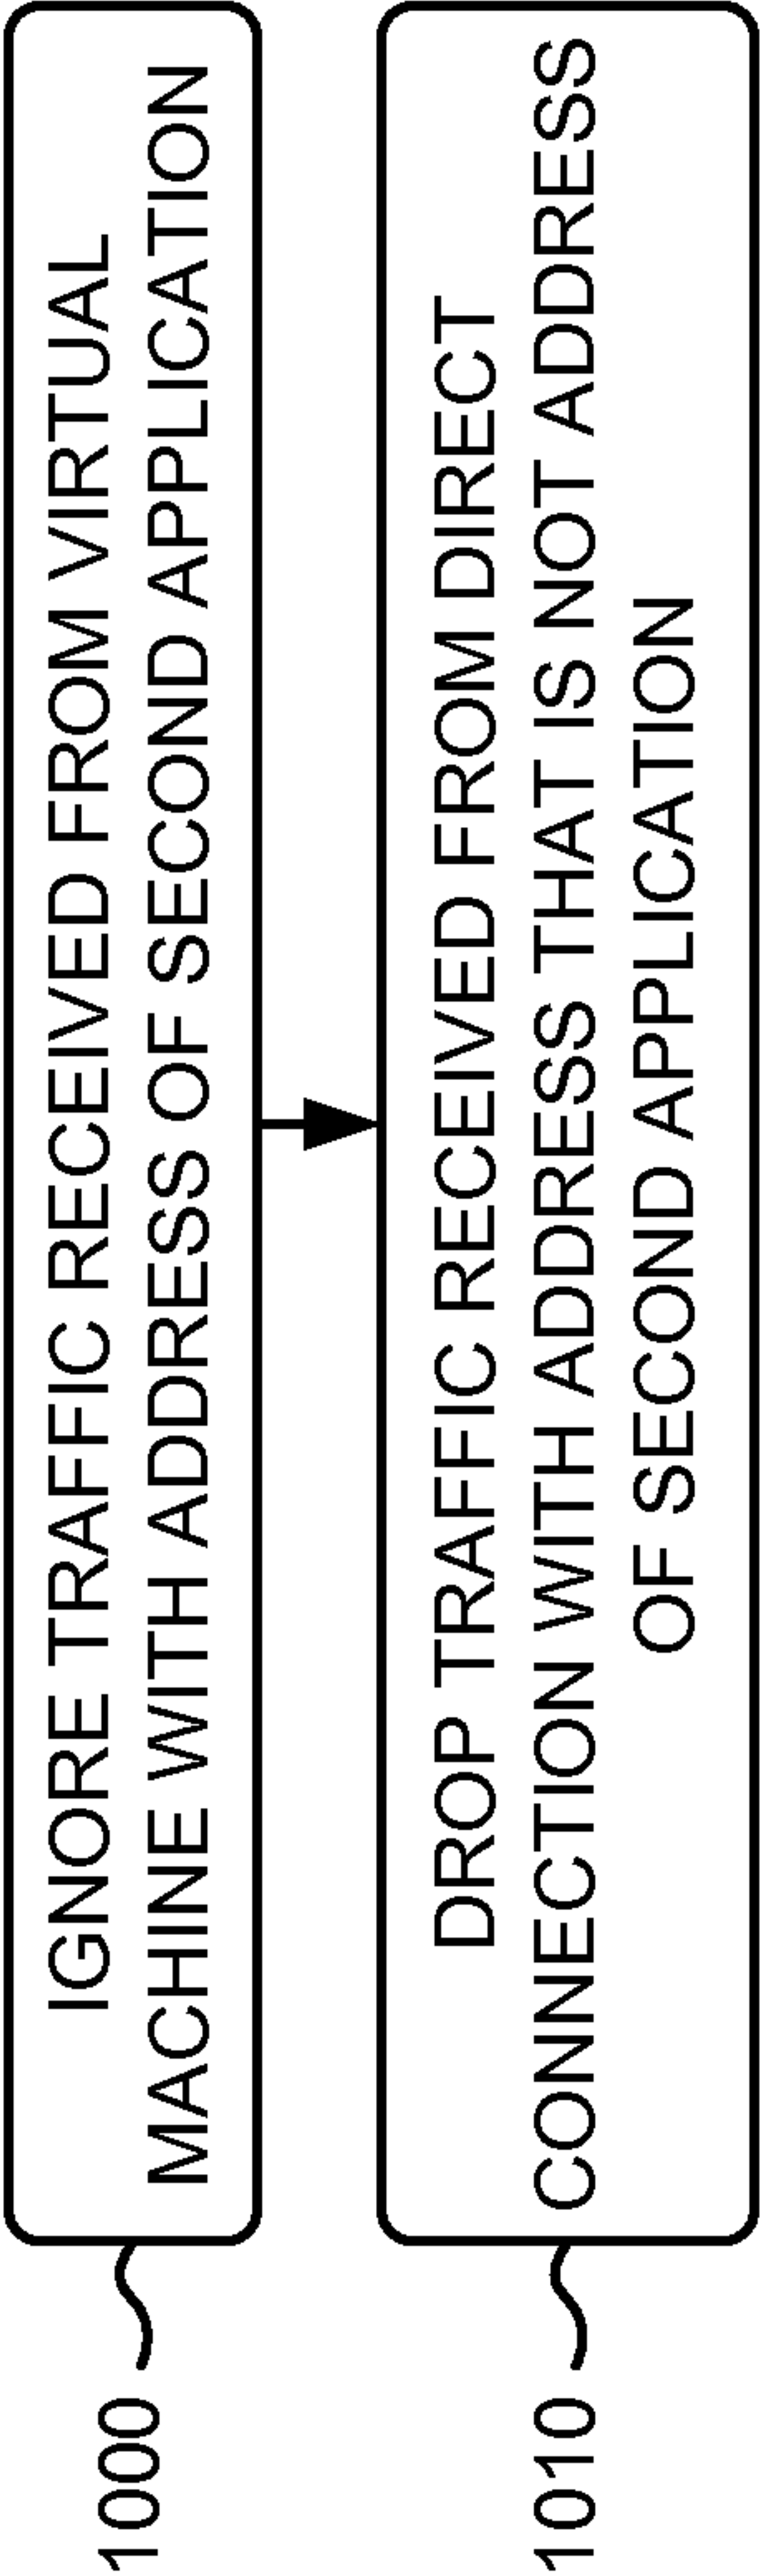 IGNORE TRAFFIC RECEIVED FROM VIRTUAL
MACHINE WITH ADDRESS OF SECOND APPLICATION
1000
DROP TRAFFIC RECEIVED FROM DIRECT
CONNECTION WITH ADDRESS THAT IS NOT ADDRESS
OF SECOND APPLICATION
1010